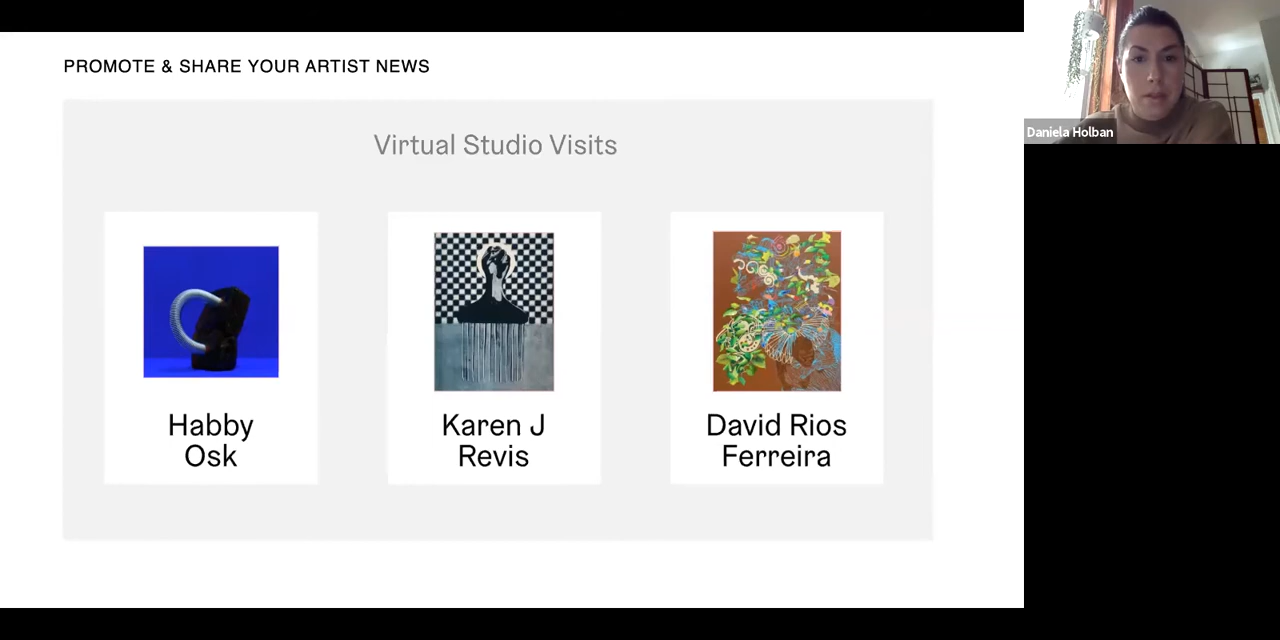 PROMOTE & SHARE YOUR ARTIST NEWS
Virtual Studio Visits
Habby
Osk
Karen J
Revis
David Rios
Ferreira
Daniela Holban